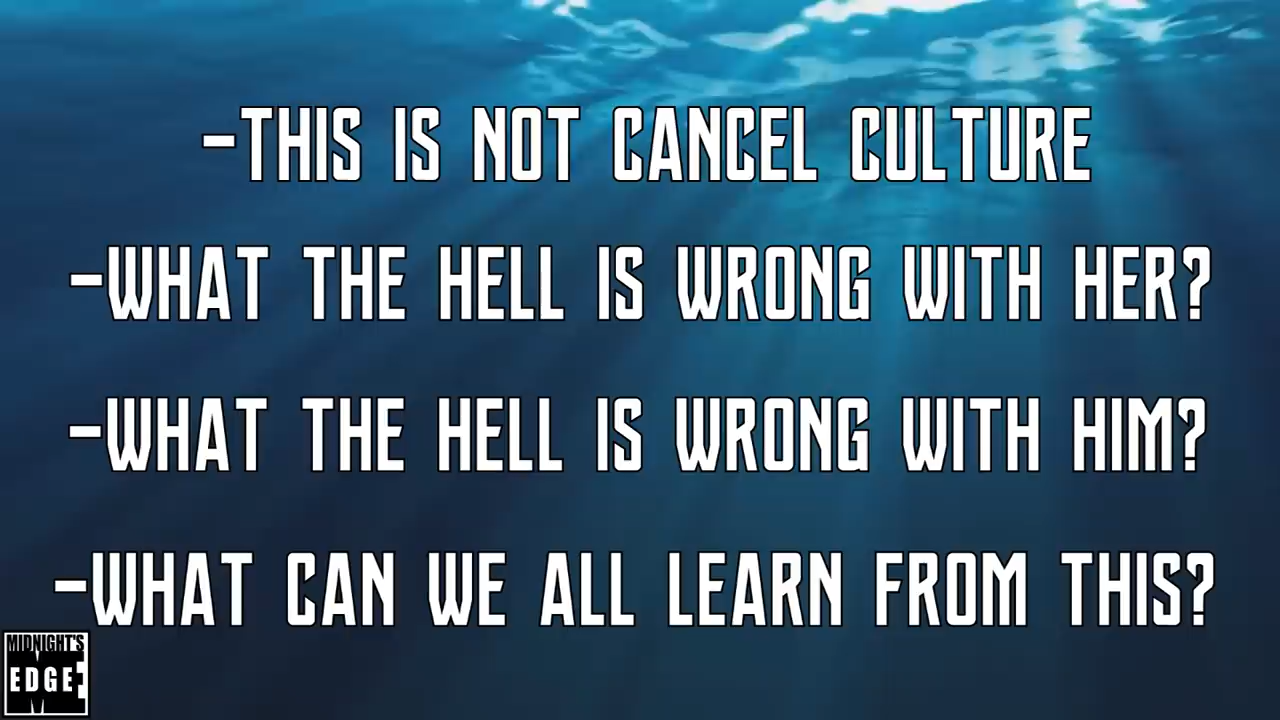 -THIS IS NOT CANCEL CULTURE
-WHAT THE HELL IS WRONG WITH HER?
-WHAT THE HELL IS WRONG WITH HIM?
-WHAT CAN WE ALL LEARN FROM THIS?
MIDNIGHT'S
EDGE
ME